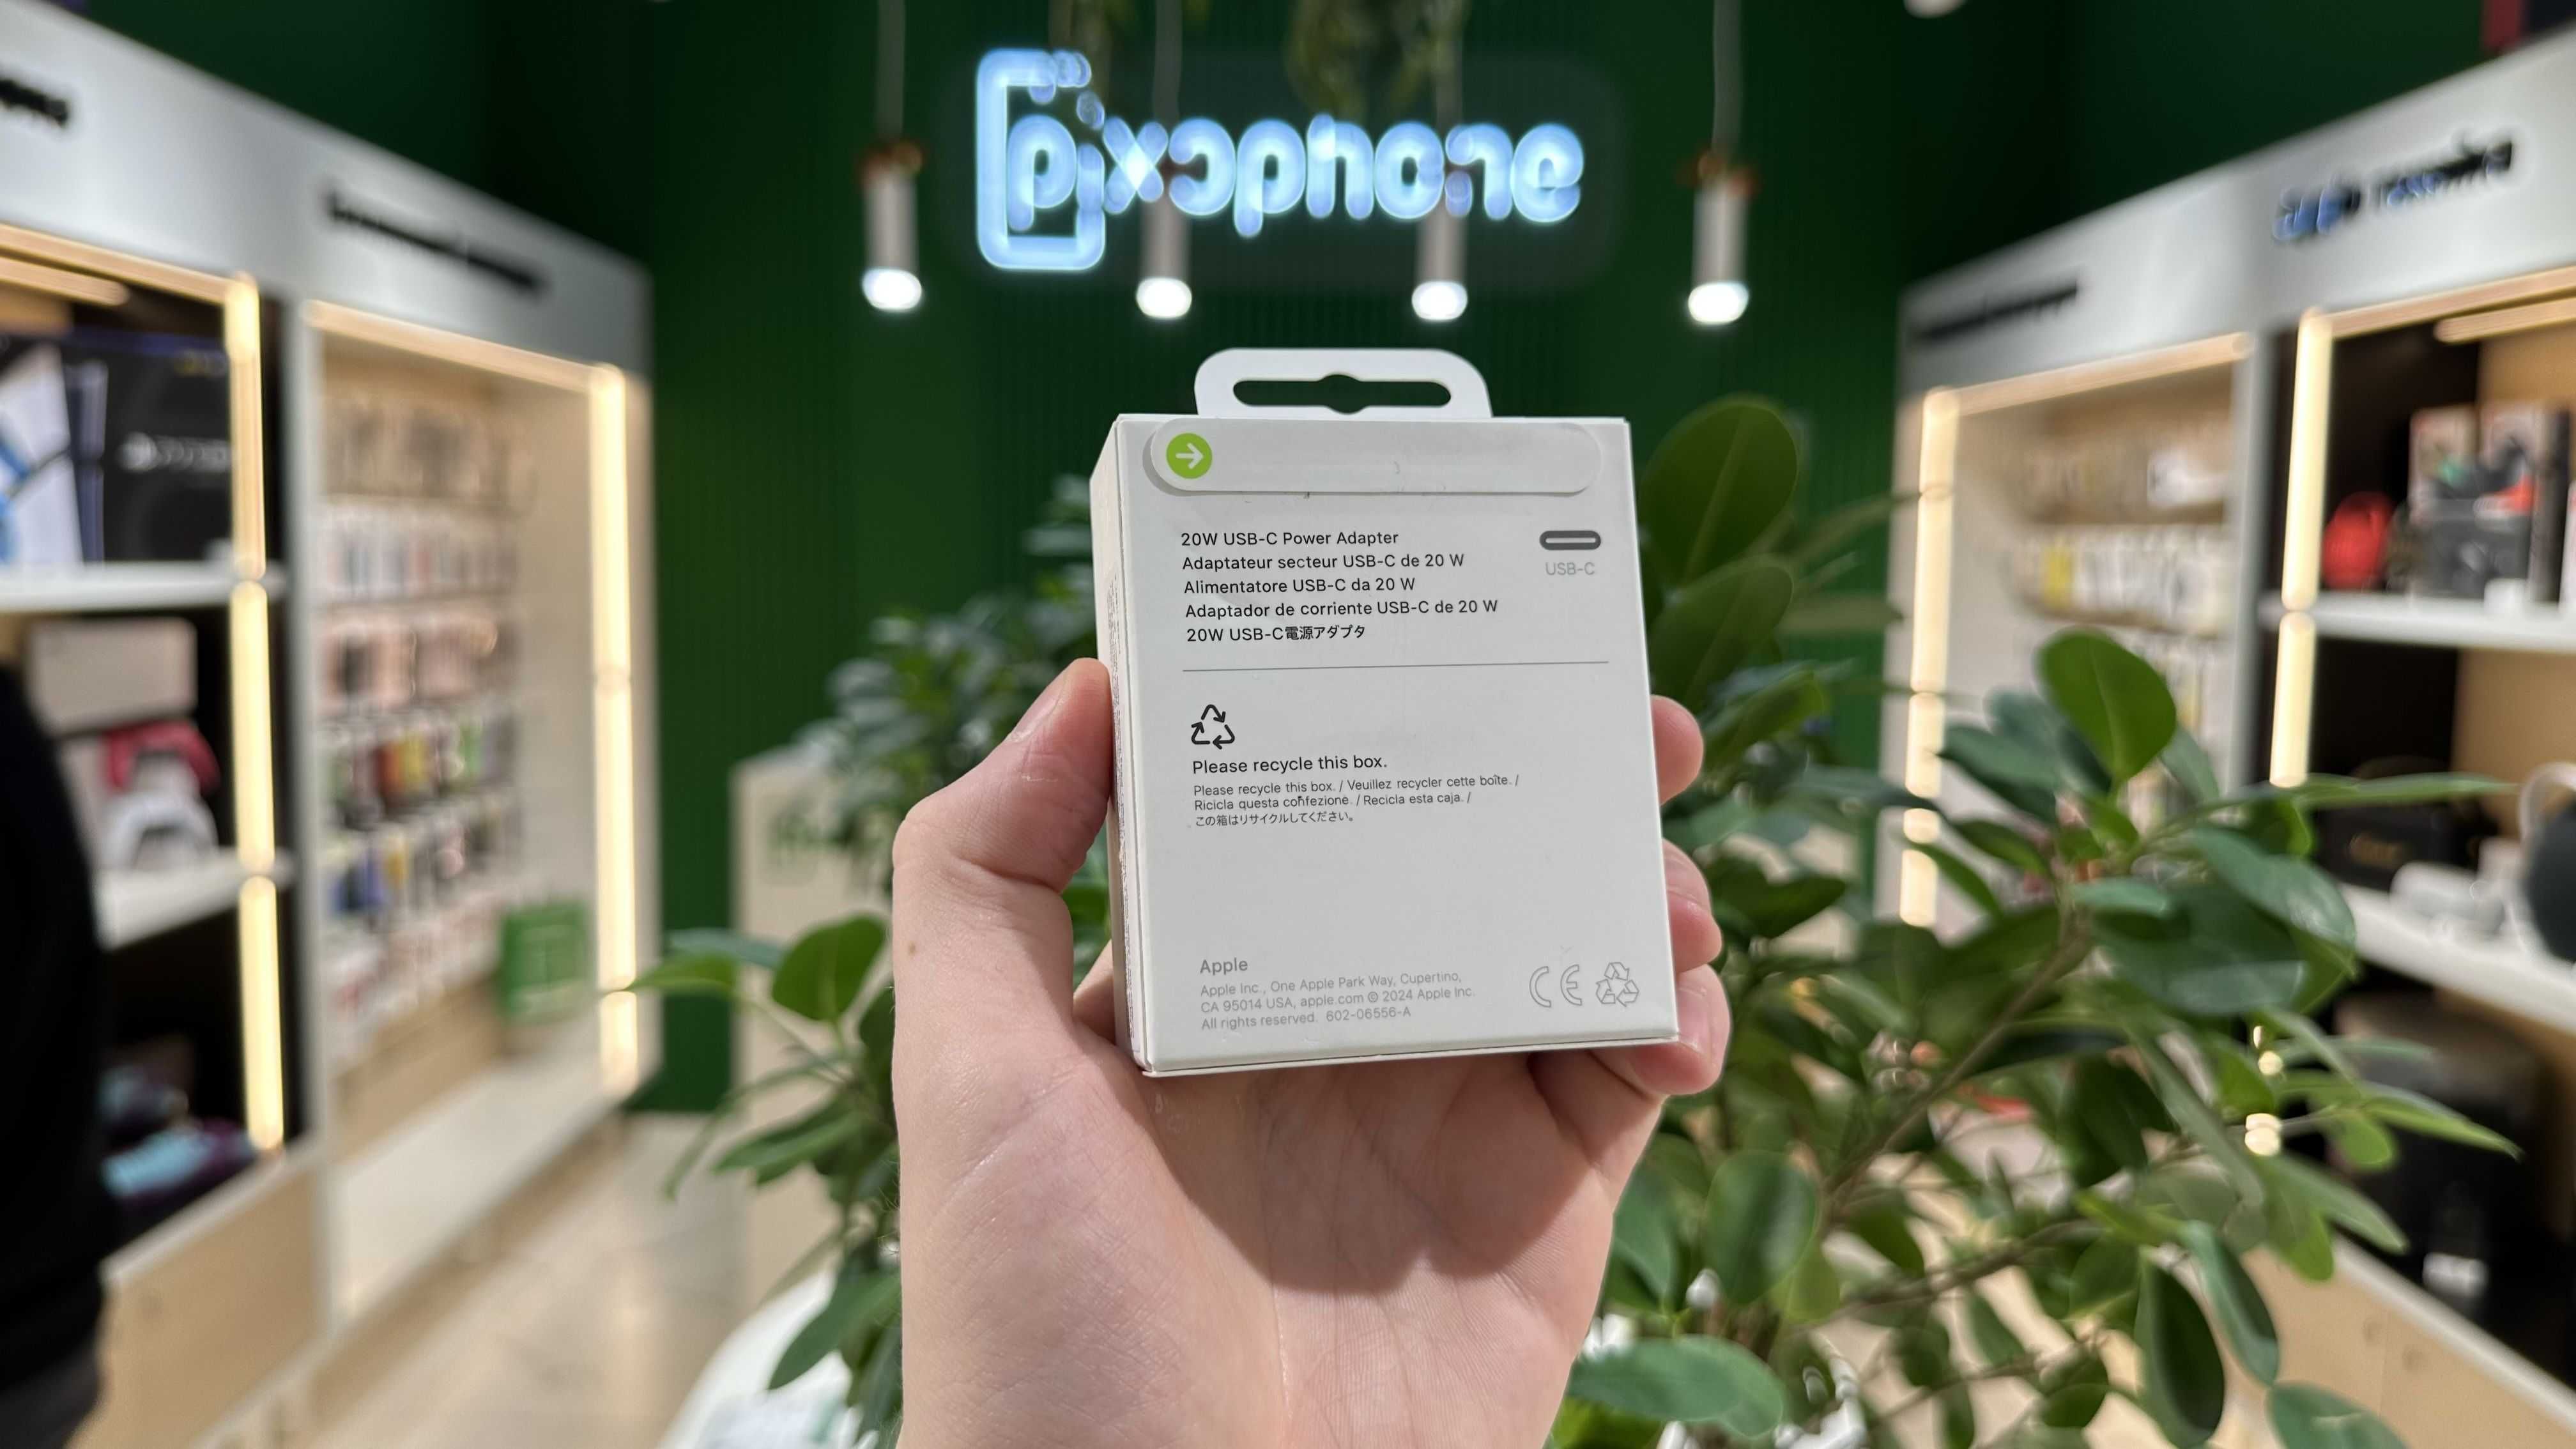 pixophone
20W USB-C Power Adapter
Adaptateur secteur USB-C de 20 W
Alimentatore USB-C da 20 W
Adaptador de corriente USB-C de 20 W
20W USB-C電源アダプタ
USB-C
Please recycle this box.
Please recycle this box. / Veuillez recycler cette boîte. /
Ricicla questa confezione. / Recicla esta caja. /
この箱はリサイクルしてください。
Apple
Apple Inc., One Apple Park Way, Cupertino,
CA 95014 USA, apple.com © 2024 Apple Inc.
All rights reserved. 602-06556-A
CE